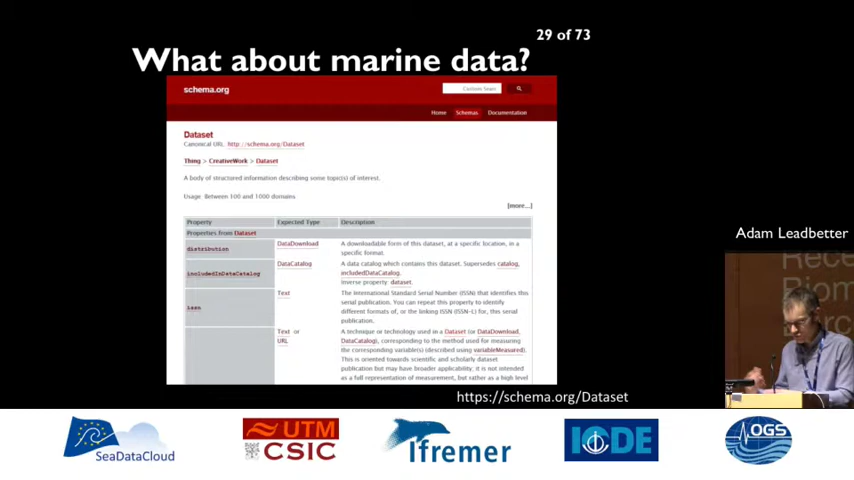 29 of 73
What about marine data?
schema.org
Custom Searc
Home Schemas Documentation
Dataset
Canonical URL: http://schema.org/Dataset
Thing > CreativeWork > Dataset
A body of structured information describing some topic(s) of interest.
Usage: Between 100 and 1000 domains
[more...]
Property Expected Type Description
Properties from Dataset
distribution DataDownload A downloadable form of this dataset, at a specific location, in a
specific format.
includedInDataCatalog DataCatalog A data catalog which contains this dataset. Supersedes catalog,
includedDataCatalog.
Inverse property: dataset.
issn Text The International Standard Serial Number (ISSN) that identifies this
serial publication. You can repeat this property to identify
different formats of, or the linking ISSN (ISSN-L) for, this serial
publication.
Text or
URL
A technique or technology used in a Dataset (or DataDownload,
DataCatalog), corresponding to the method used for measuring
the corresponding variable(s) (described using variableMeasured).
This is oriented towards scientific and scholarly dataset
publication but may have broader applicability; it is not intended
as a full representation of measurement, but rather as a high level
https://schema.org/Dataset
Adam Leadbetter
Rece
Biom
rc
SeaDataCloud
UTM
CSIC
Ifremer
IODE
OGS